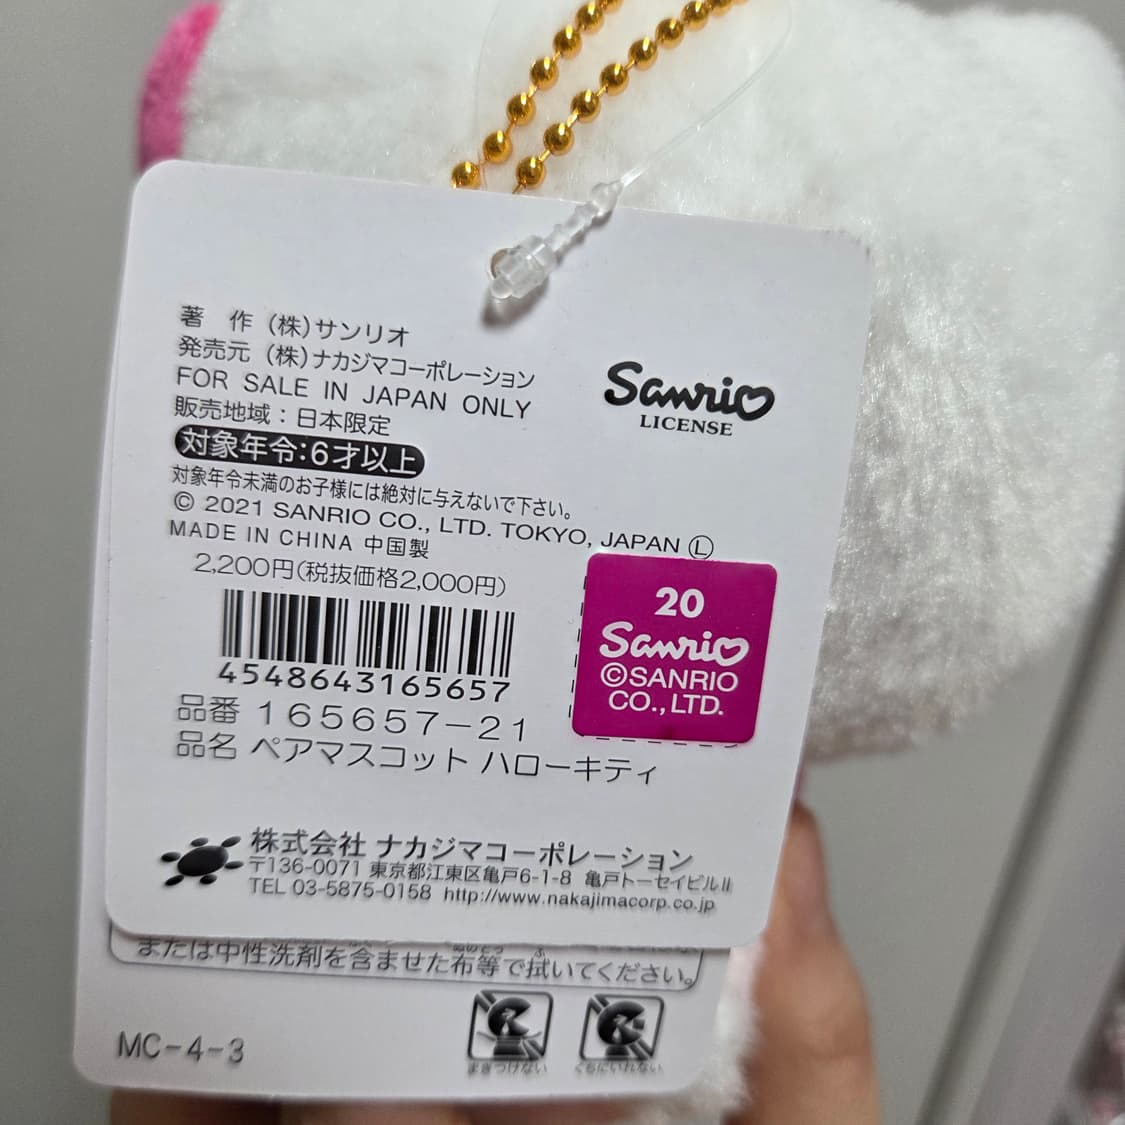 著 作 (株)サンリオ
発売元 (株)ナカジマコーポレーション
FOR SALE IN JAPAN ONLY
販売地域：日本限定
対象年令：6才以上
対象年令未満のお子様には絶対に与えないで下さい。
© 2021 SANRIO CO., LTD. TOKYO, JAPAN Ⓛ
MADE IN CHINA 中国製
2,200円(税抜価格2,000円)
4548643165657
品番 165657-21
品名 ペアマスコット ハローキティ
Sanrio
LICENSE
20
Sanrio
©SANRIO
CO., LTD.
株式会社 ナカジマコーポレーション
〒136-0071 東京都江東区亀戸6-1-8 亀戸トーセイビルII
TEL 03-5875-0158 http://www.nakajimacorp.co.jp
または中性洗剤を含ませた布等で拭いてください。
MC-4-3
まきつけない
くちにいれない